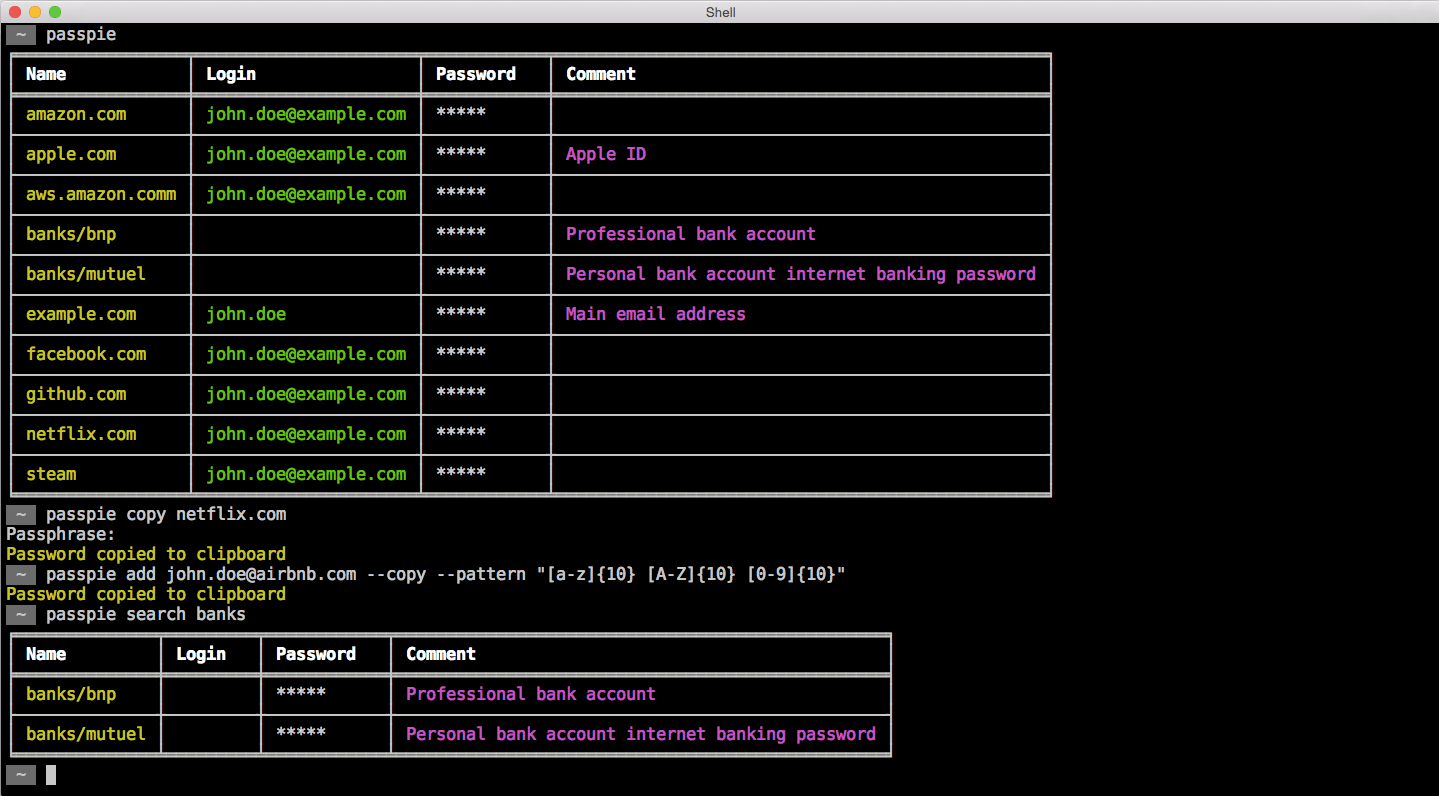 Shell
~ passpie
Name Login Password Comment
amazon.com john.doe@example.com *****
apple.com john.doe@example.com ***** Apple ID
aws.amazon.comm john.doe@example.com *****
banks/bnp ***** Professional bank account
banks/mutuel ***** Personal bank account internet banking password
example.com john.doe ***** Main email address
facebook.com john.doe@example.com *****
github.com john.doe@example.com *****
netflix.com john.doe@example.com *****
steam john.doe@example.com *****
~ passpie copy netflix.com
Passphrase:
Password copied to clipboard
~ passpie add john.doe@airbnb.com --copy --pattern "[a-z]{10} [A-Z]{10} [0-9]{10}"
Password copied to clipboard
~ passpie search banks
Name Login Password Comment
banks/bnp ***** Professional bank account
banks/mutuel ***** Personal bank account internet banking password
~